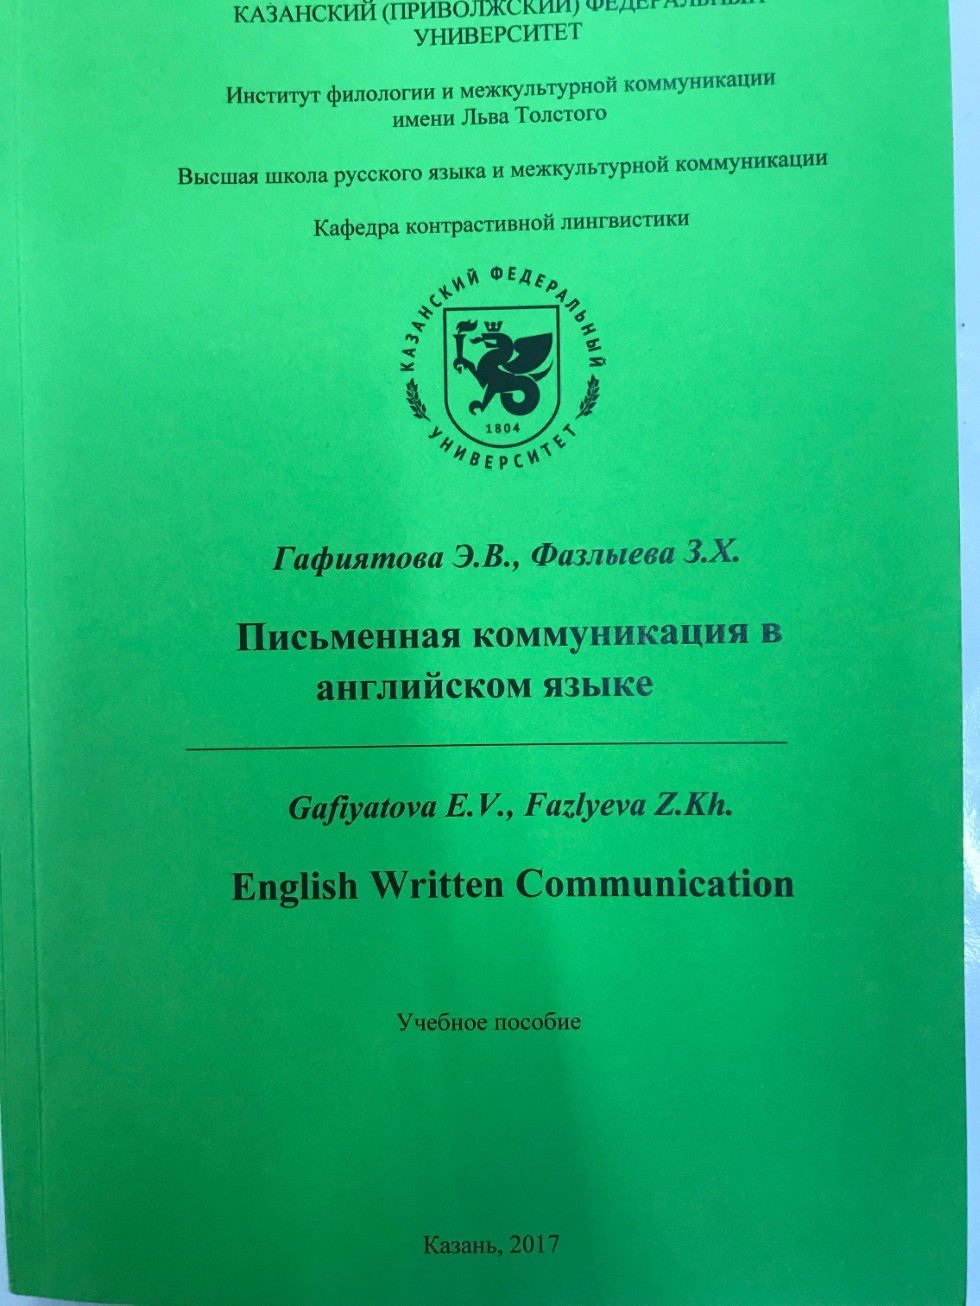 КАЗАНСКИЙ (ПРИВОЛЖСКИЙ) ФЕДЕРАЛЬНЫЙ
УНИВЕРСИТЕТ
Институт филологии и межкультурной коммуникации
имени Льва Толстого
Высшая школа русского языка и межкультурной коммуникации
Кафедра контрастивной лингвистики
КАЗАНСКИЙ ФЕДЕРАЛЬНЫЙ
1804
УНИВЕРСИТЕТ
Гафиятова Э.В., Фазлыева З.Х.
Письменная коммуникация в
английском языке
Gafiyatova E.V., Fazlyeva Z.Kh.
English Written Communication
Учебное пособие
Казань, 2017